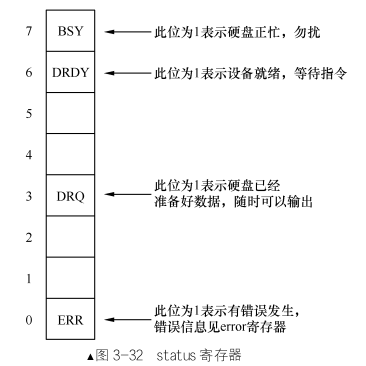 7 BSY 此位为1表示硬盘正忙，勿扰
6 DRDY 此位为1表示设备就绪，等待指令
5
4
3 DRQ 此位为1表示硬盘已经
准备好数据，随时可以输出
2
1
0 ERR 此位为1表示有错误发生，
错误信息见error寄存器
▲图 3-32 status 寄存器